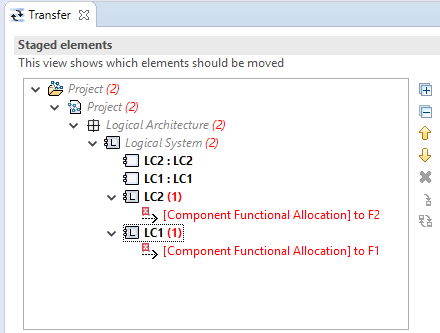 Transfer
Staged elements
This view shows which elements should be moved
Project (2)
Project (2)
Logical Architecture (2)
Logical System (2)
LC2 : LC2
LC1 : LC1
LC2 (1)
[Component Functional Allocation] to F2
LC1 (1)
[Component Functional Allocation] to F1